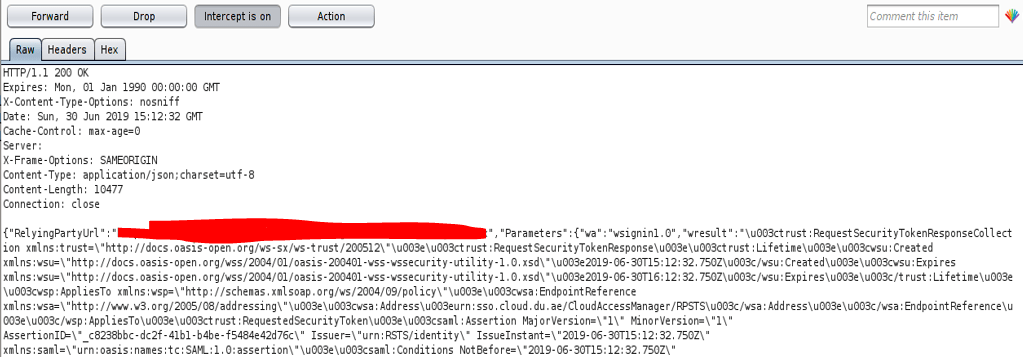 Forward Drop Intercept is on Action Comment this item
Raw Headers Hex
HTTP/1.1 200 OK
Expires: Mon, 01 Jan 1990 00:00:00 GMT
X-Content-Type-Options: nosniff
Date: Sun, 30 Jun 2019 15:12:32 GMT
Cache-Control: max-age=0
Server:
X-Frame-Options: SAMEORIGIN
Content-Type: application/json;charset=utf-8
Content-Length: 10477
Connection: close
{"RelyingPartyUrl":" ","Parameters":{"wa":"wsignin1.0","wresult":"\u003ctrust:RequestSecurityTokenResponseCollect
ion xmlns:trust=\"http://docs.oasis-open.org/ws-sx/ws-trust/200512\"\u003e\u003ctrust:RequestSecurityTokenResponse\u003e\u003ctrust:Lifetime\u003e\u003cwsu:Created
xmlns:wsu=\"http://docs.oasis-open.org/wss/2004/01/oasis-200401-wss-wssecurity-utility-1.0.xsd\"\u003e2019-06-30T15:12:32.750Z\u003c/wsu:Created\u003e\u003cwsu:Expires
xmlns:wsu=\"http://docs.oasis-open.org/wss/2004/01/oasis-200401-wss-wssecurity-utility-1.0.xsd\"\u003e2019-06-30T16:12:32.750Z\u003c/wsu:Expires\u003e\u003c/trust:Lifetime\u003e
\u003cwsp:AppliesTo xmlns:wsp=\"http://schemas.xmlsoap.org/ws/2004/09/policy\"\u003e\u003cwsa:EndpointReference
xmlns:wsa=\"http://www.w3.org/2005/08/addressing\"\u003e\u003cwsa:Address\u003eurn:sso.cloud.du.ae/CloudAccessManager/RPSTS\u003c/wsa:Address\u003e\u003c/wsa:EndpointReference\u
003e\u003c/wsp:AppliesTo\u003e\u003ctrust:RequestedSecurityToken\u003e\u003csaml:Assertion MajorVersion=\"1\" MinorVersion=\"1\"
AssertionID=\"_c8238bbc-dc2f-41b1-b4be-f5484e42d76c\" Issuer=\"urn:RSTS/identity\" IssueInstant=\"2019-06-30T15:12:32.750Z\"
xmlns:saml=\"urn:oasis:names:tc:SAML:1.0:assertion\"\u003e\u003csaml:Conditions NotBefore=\"2019-06-30T15:12:32.750Z\"